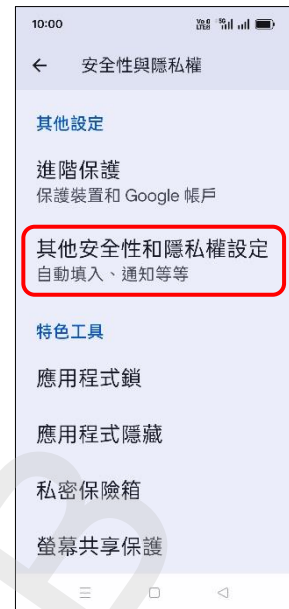 10:00
安全性與隱私權
其他設定
進階保護
保護裝置和 Google 帳戶
其他安全性和隱私權設定
自動填入、通知等等
特色工具
應用程式鎖
應用程式隱藏
私密保險箱
螢幕共享保護